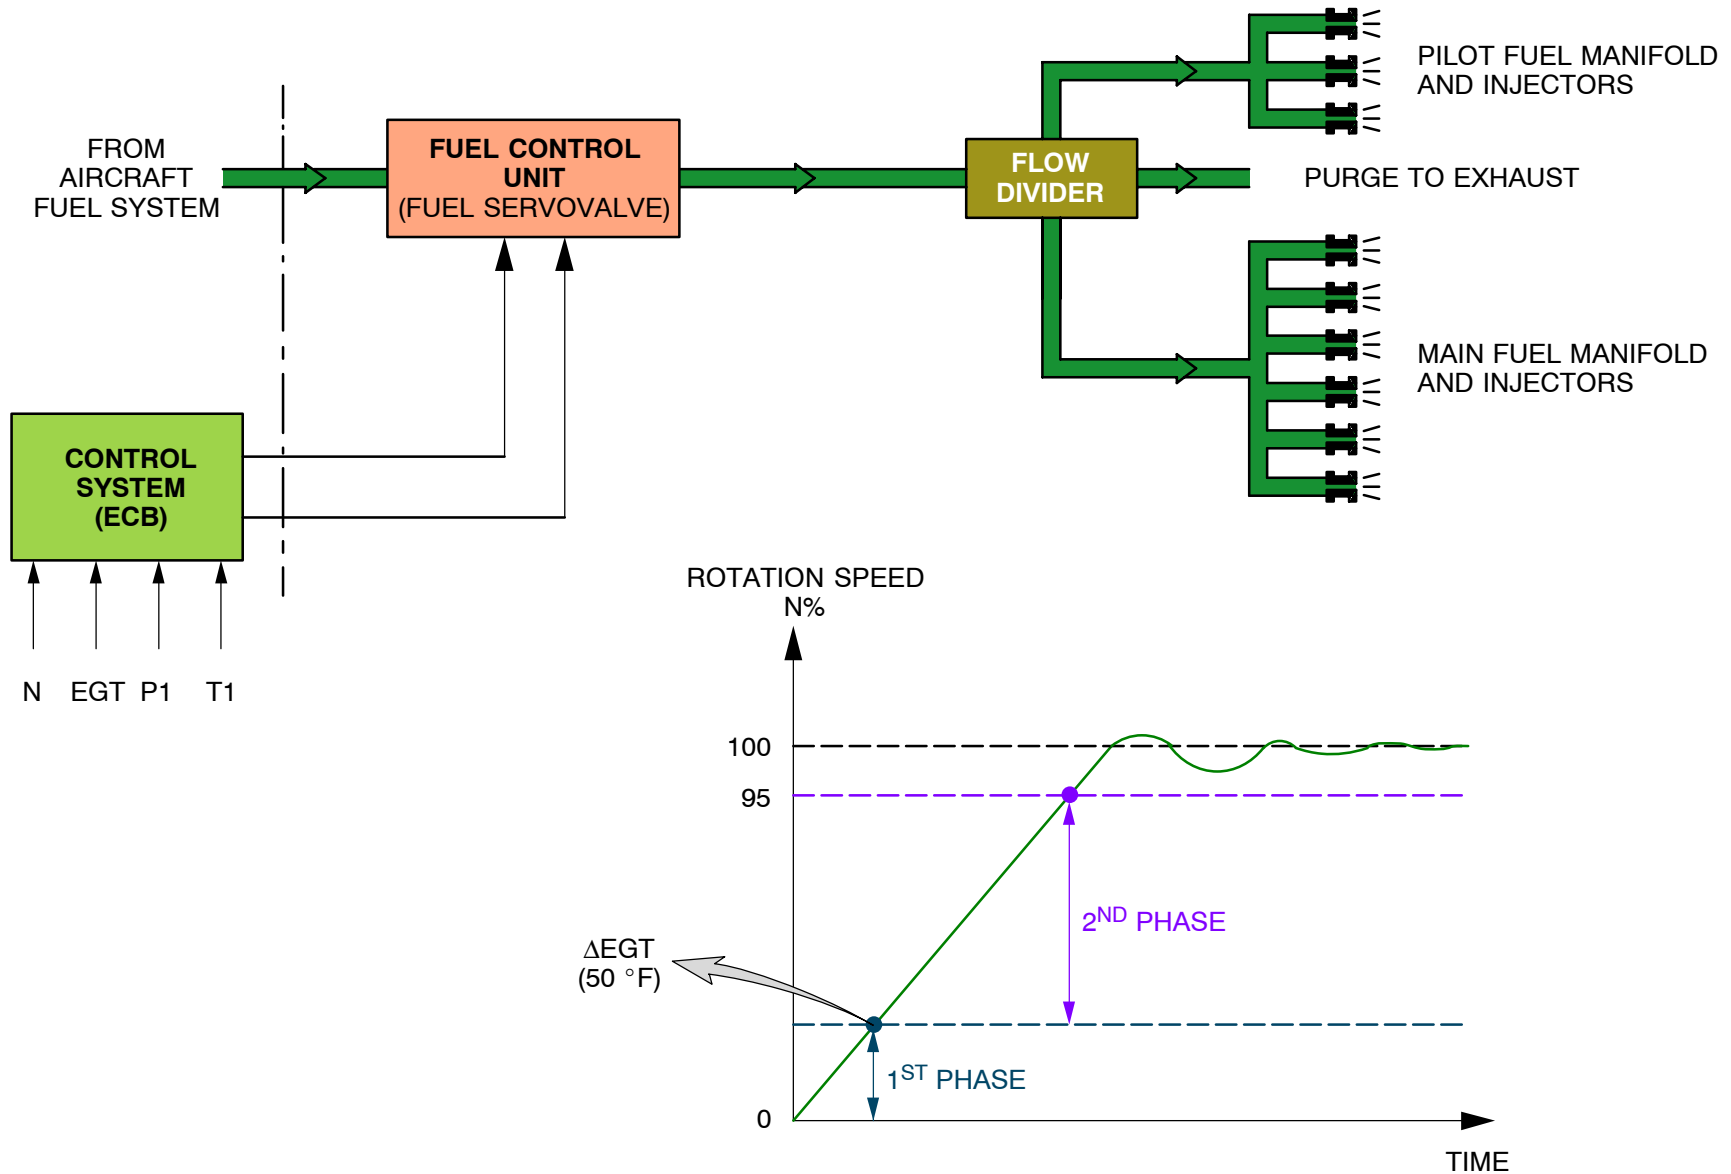 PILOT FUEL MANIFOLD
AND INJECTORS
FROM
AIRCRAFT
FUEL SYSTEM
FUEL CONTROL
UNIT
(FUEL SERVOVALVE)
FLOW
DIVIDER
PURGE TO EXHAUST
MAIN FUEL MANIFOLD
AND INJECTORS
CONTROL
SYSTEM
(ECB)
N EGT P1 T1
ROTATION SPEED
N%
100
95
2ND PHASE
ΔEGT
(50 °F)
1ST PHASE
0
TIME